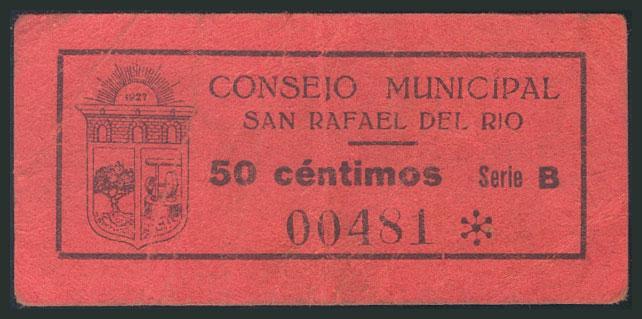 1927
CONSEJO MUNICIPAL
SAN RAFAEL DEL RIO
50 céntimos Serie B
00481 *